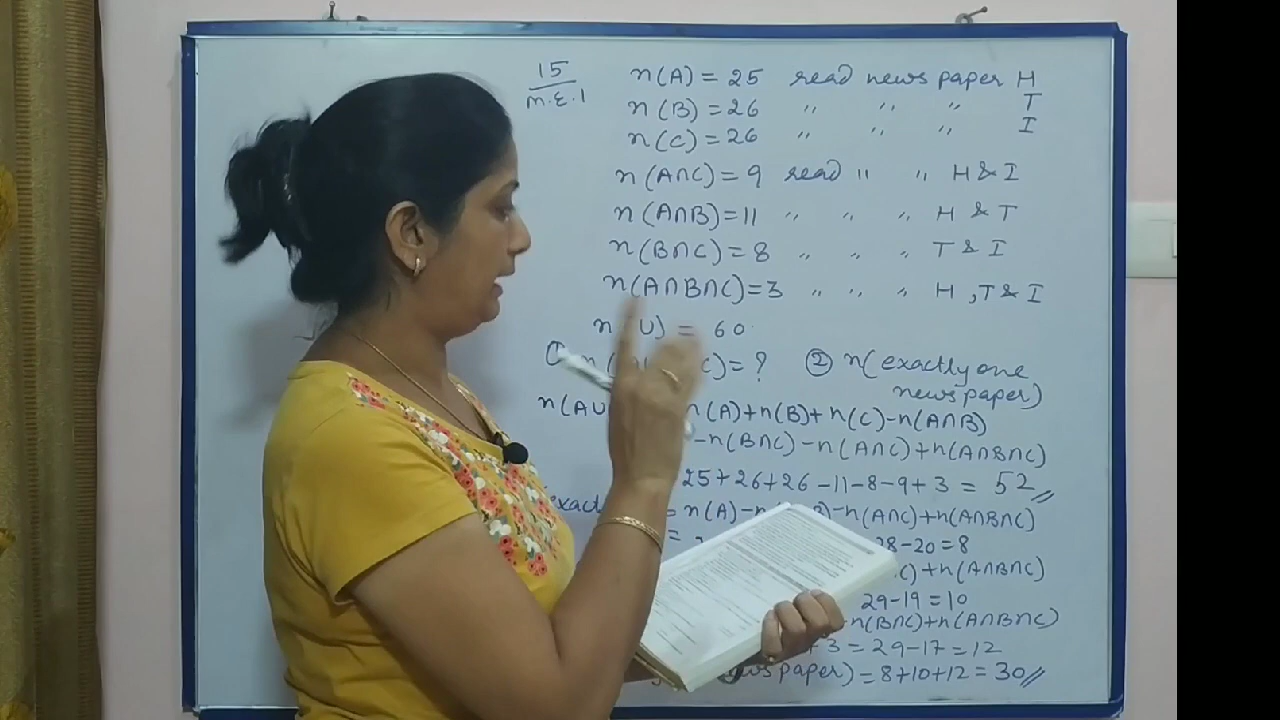 15
M.E.1
n(A) = 25 read news paper H
n(B) = 26 " " " T
n(C) = 26 " " " I
n(A∩C) = 9 read " " H & I
n(A∩B) = 11 " " " H & T
n(B∩C) = 8 " " " T & I
n(A∩B∩C) = 3 " " " H, T & I
n(U) = 60
① n( C) = ? ② n(exactly one
news paper)
n(AU n(A)+n(B)+n(C)-n(A∩B)
-n(B∩C)-n(A∩C)+n(A∩B∩C)
25+26+26-11-8-9+3 = 52
= n(A)- -n(A∩C)+n(A∩B∩C)
= 28-20=8
C)+n(A∩B∩C)
29-19=10
-n(B∩C)+n(A∩B∩C)
+3 = 29-17 = 12
news paper) = 8+10+12 = 30